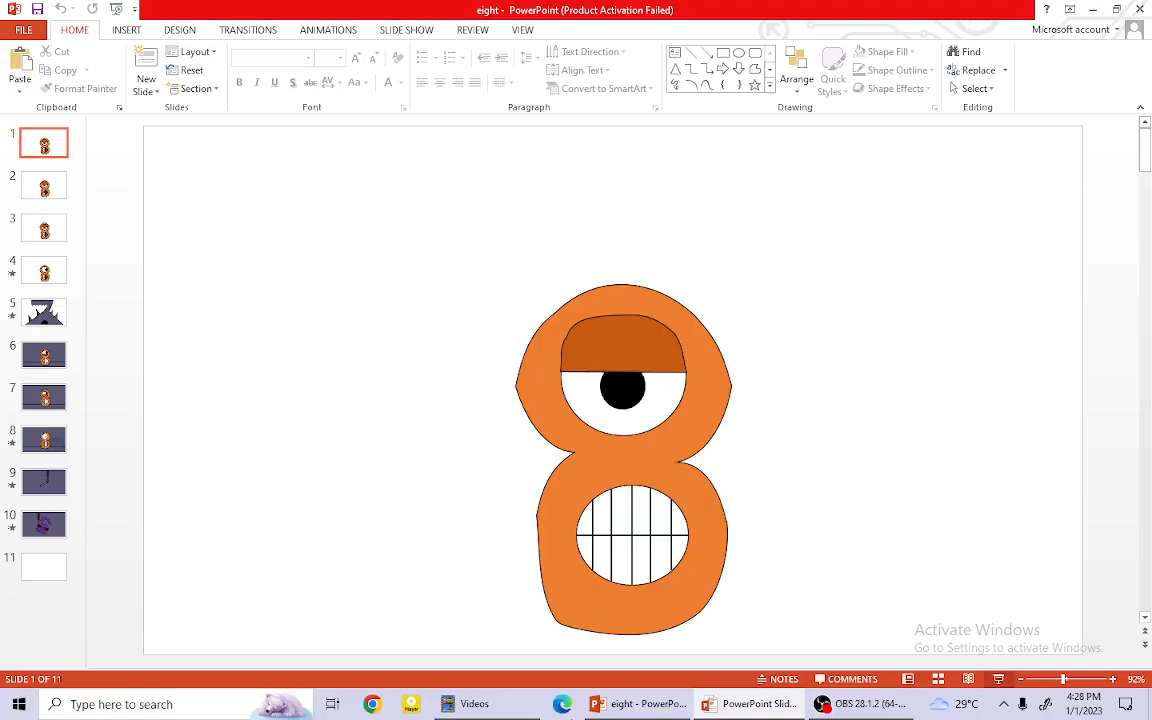 eight - PowerPoint (Product Activation Failed)
FILE HOME INSERT DESIGN TRANSITIONS ANIMATIONS SLIDE SHOW REVIEW VIEW Microsoft account
Paste
Cut
Copy
Format Painter
Clipboard
New Slide
Layout
Reset
Section
Slides
B I U S abc AV Aa A
Font
Text Direction
Align Text
Convert to SmartArt
Paragraph
Arrange
Quick Styles
Shape Fill
Shape Outline
Shape Effects
Drawing
Find
Replace
Select
Editing
1
2
3
4
5
6
7
8
9
10
11
Activate Windows
Go to Settings to activate Windows.
SLIDE 1 OF 11 NOTES COMMENTS 92%
Type here to search
Player
Videos
eight - PowerPo...
PowerPoint Slid...
OBS 28.1.2 (64-...
29°C
4:28 PM
1/1/2023